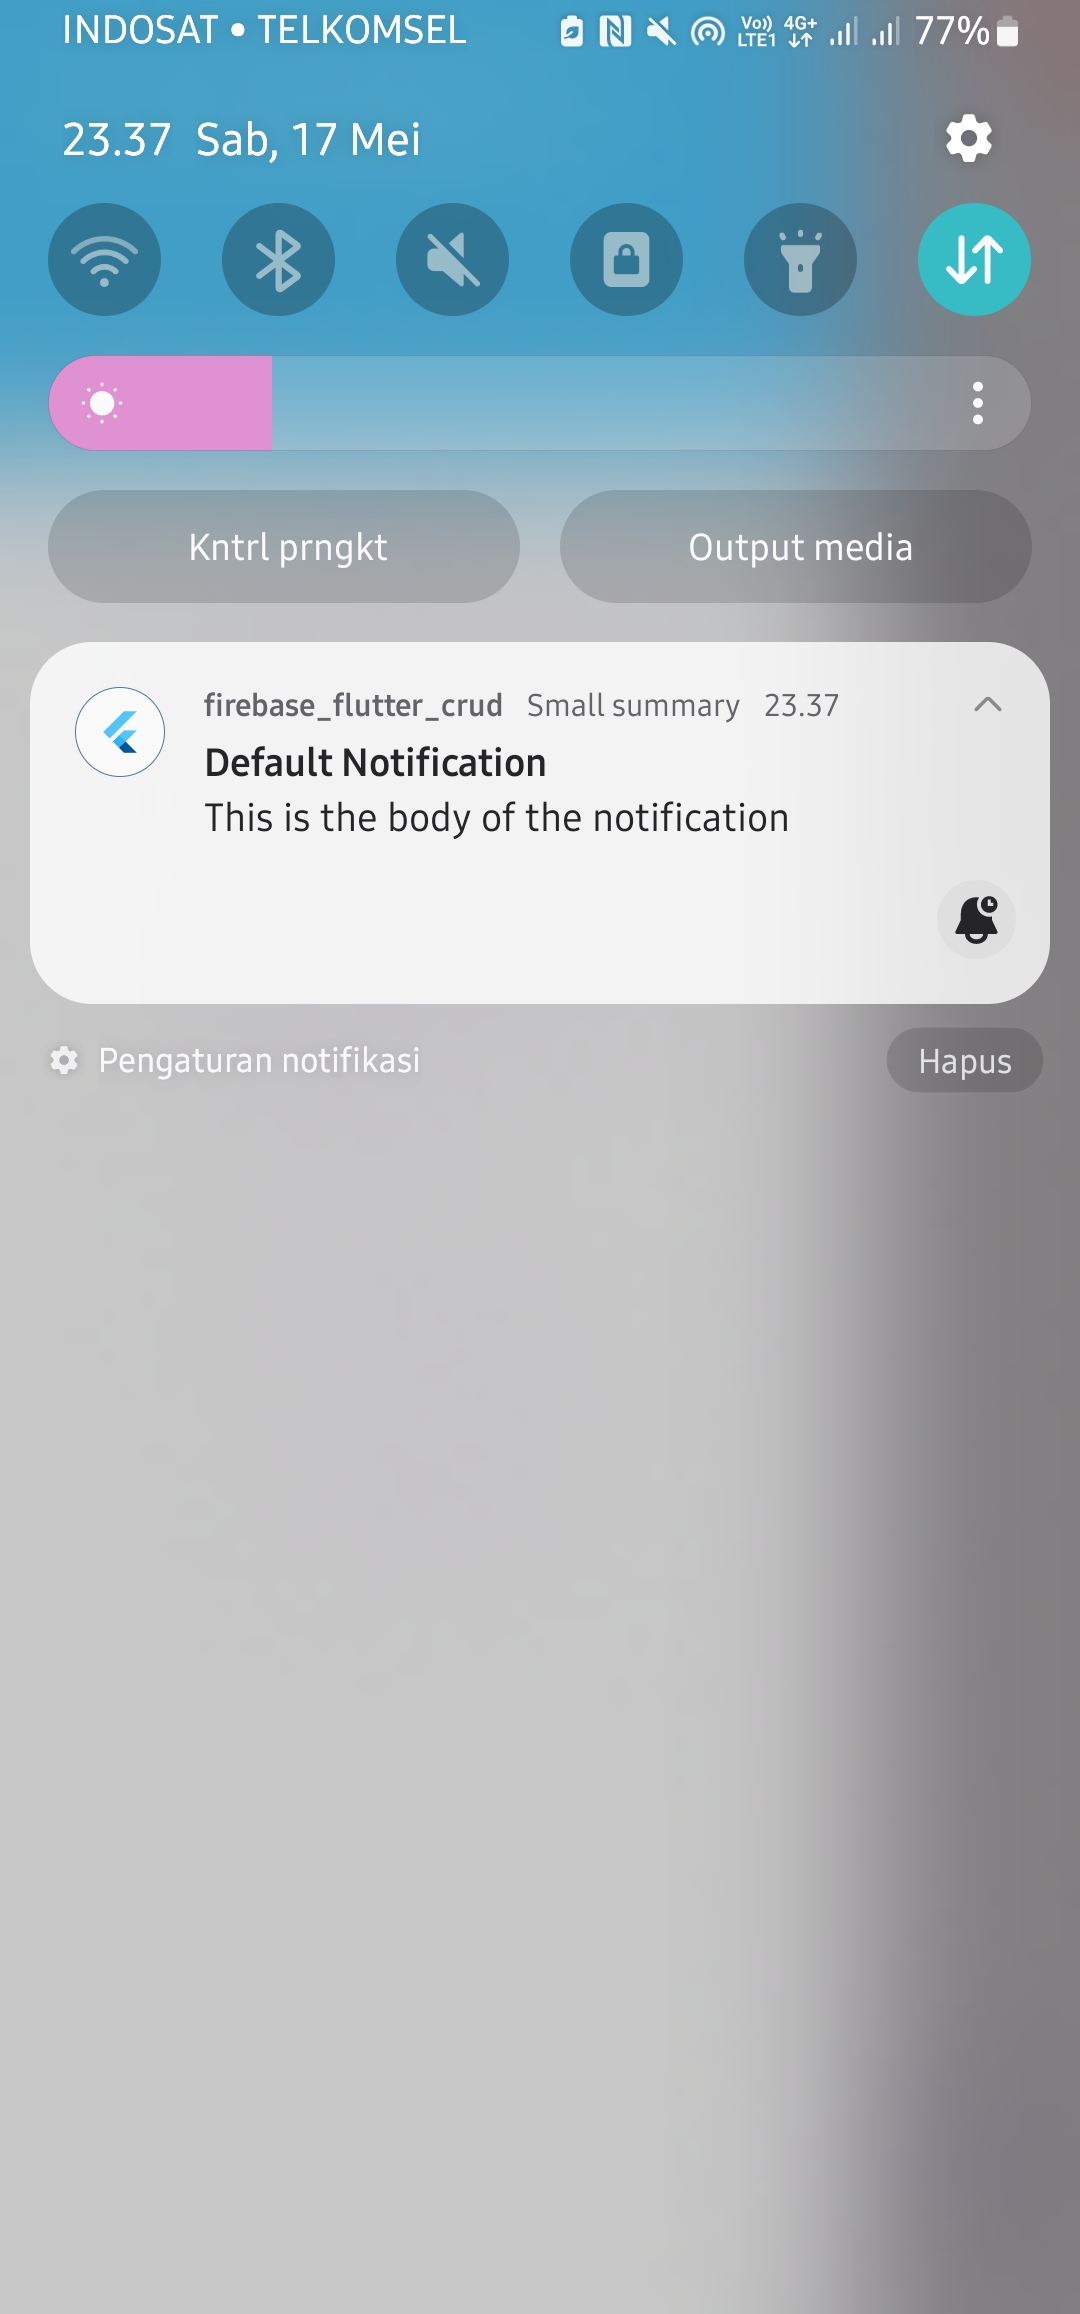 INDOSAT • TELKOMSEL Vo)) LTE1 4G+ 77%
23.37 Sab, 17 Mei
Kntrl prngkt Output media
firebase_flutter_crud Small summary 23.37
Default Notification
This is the body of the notification
Pengaturan notifikasi Hapus